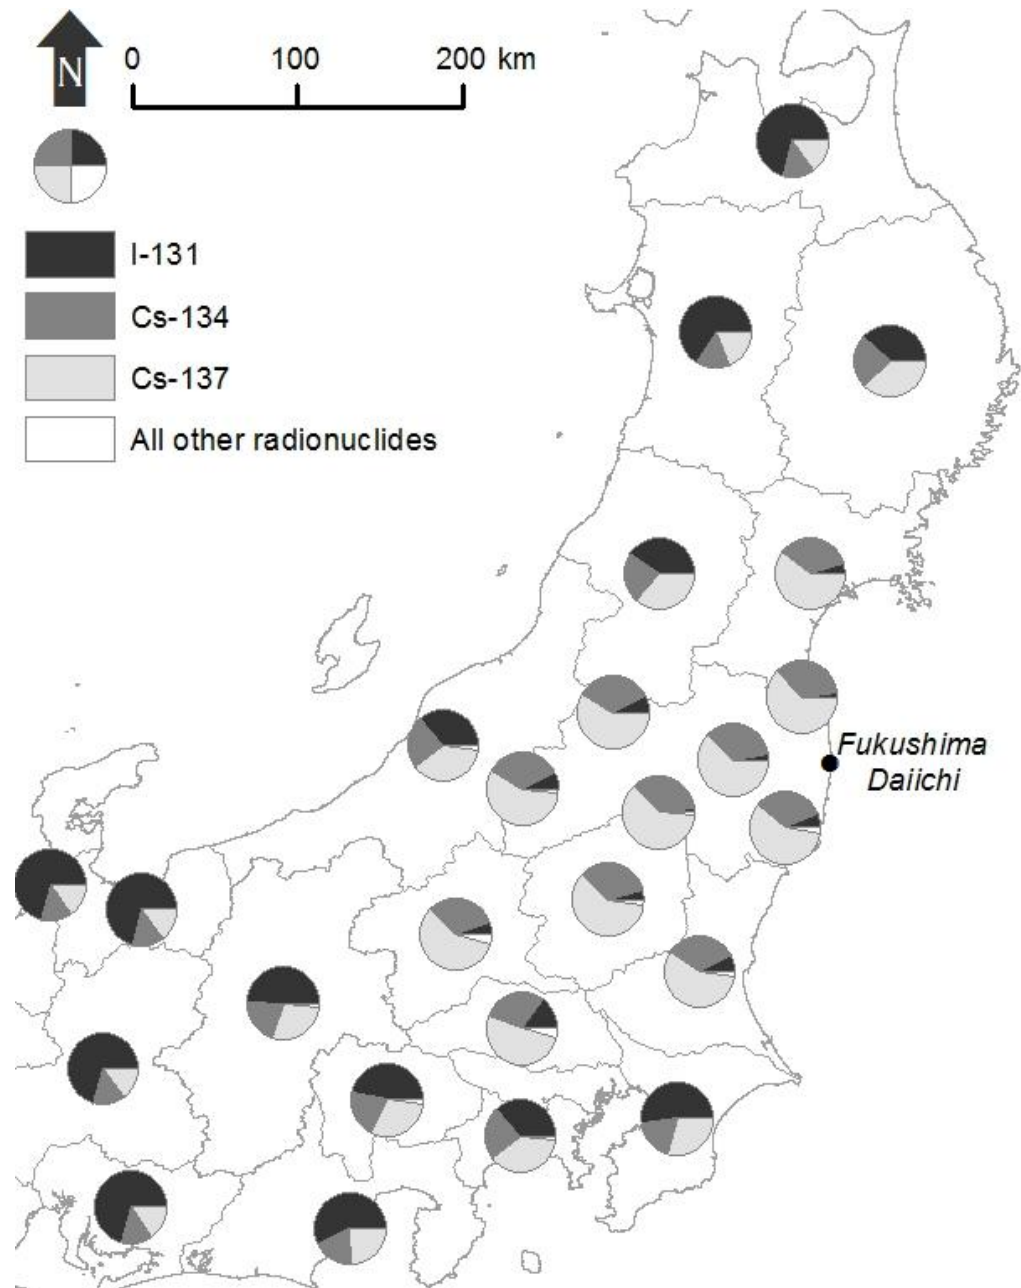 N
0 100 200 km
I-131
Cs-134
Cs-137
All other radionuclides
Fukushima
Daiichi